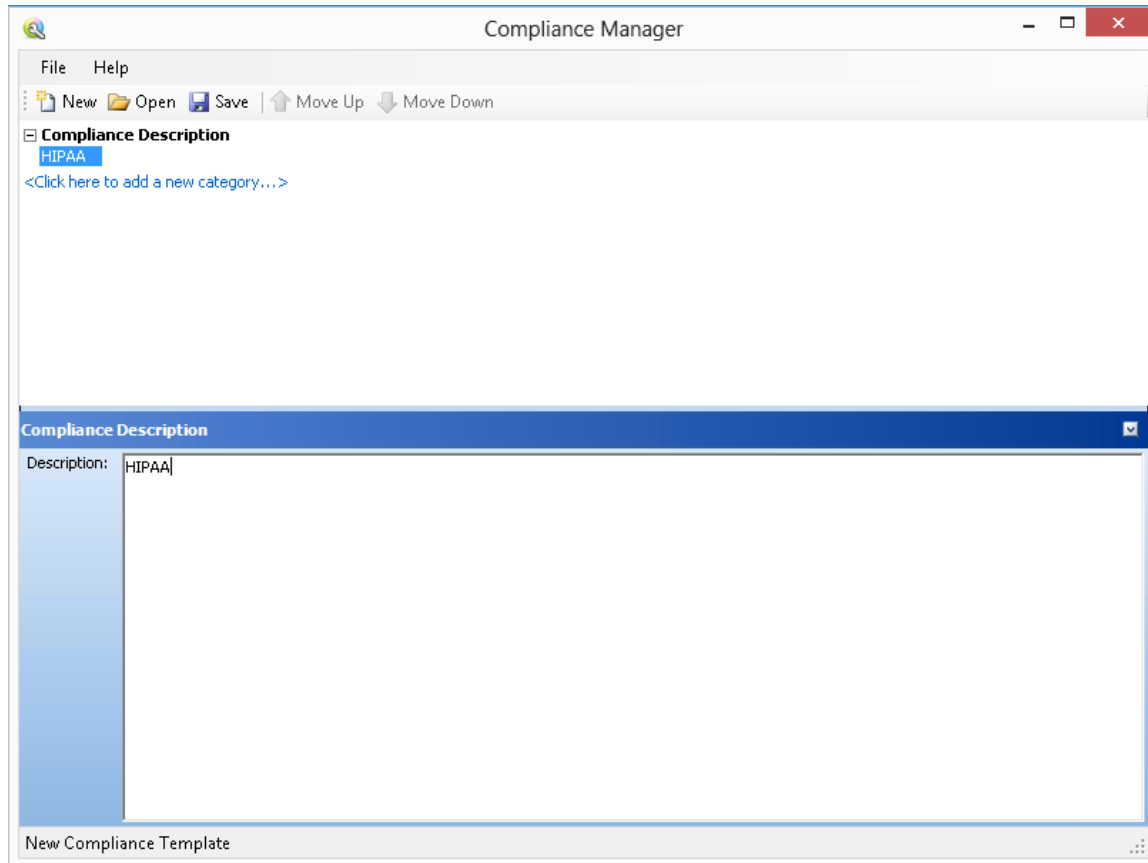 Compliance Manager
File Help
New Open Save Move Up Move Down
Compliance Description
HIPAA
<Click here to add a new category...>
Compliance Description
Description: HIPAA
New Compliance Template